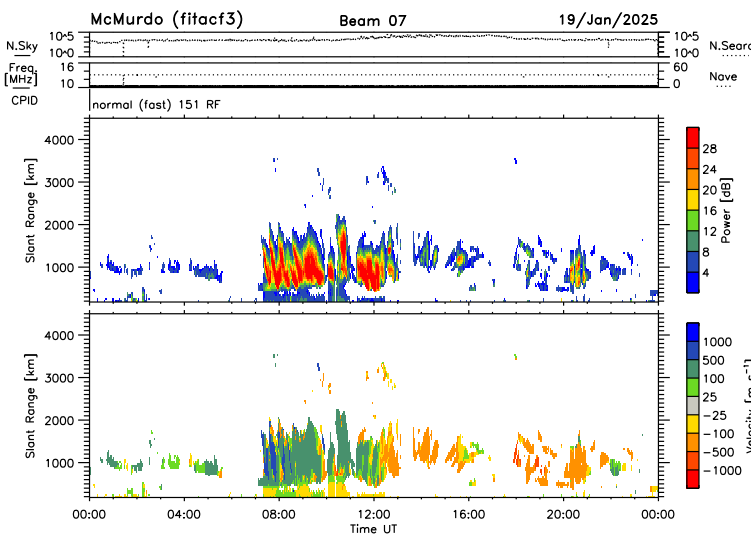 McMurdo (fitacf3) Beam 07 19/Jan/2025
N.Sky 10^5 10^0 10^5 10^0 N.Sear
Freq [MHz] 16 10 60 0 Nave
CPID normal (fast) 151 RF
Slant Range [km] 4000 3000 2000 1000
Power [dB] 28 24 20 16 12 8 4
Slant Range [km] 4000 3000 2000 1000
Velocity [m s^-1] 1000 500 100 25 -25 -100 -500 -1000
00:00 04:00 08:00 12:00 16:00 20:00 00:00
Time UT